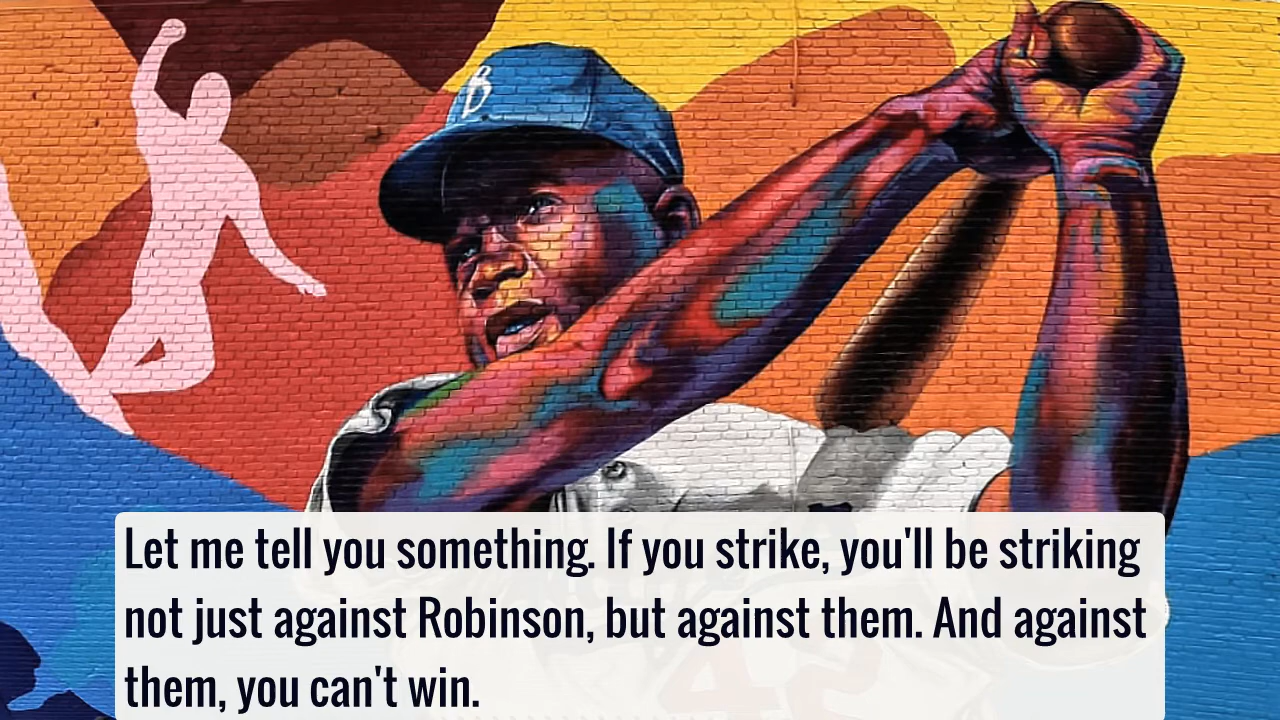 B
Let me tell you something. If you strike, you'll be striking
not just against Robinson, but against them. And against
them, you can't win.
42